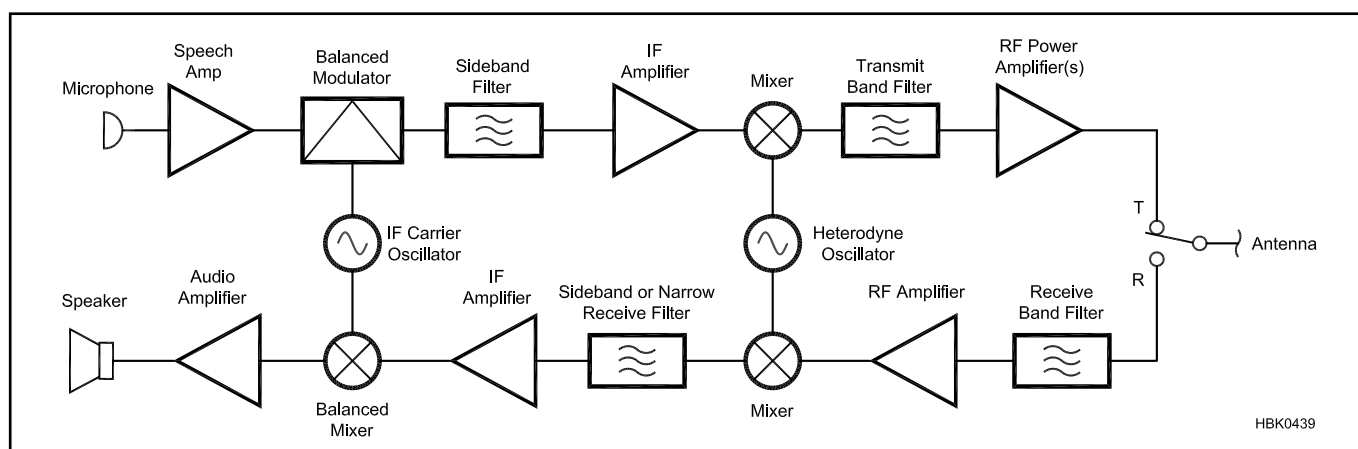 Microphone
Speech
Amp
Balanced
Modulator
Sideband
Filter
IF
Amplifier
Mixer
Transmit
Band Filter
RF Power
Amplifier(s)
IF Carrier
Oscillator
Heterodyne
Oscillator
T
R
Antenna
Speaker
Audio
Amplifier
Balanced
Mixer
IF
Amplifier
Sideband or Narrow
Receive Filter
Mixer
RF Amplifier
Receive
Band Filter
HBK0439